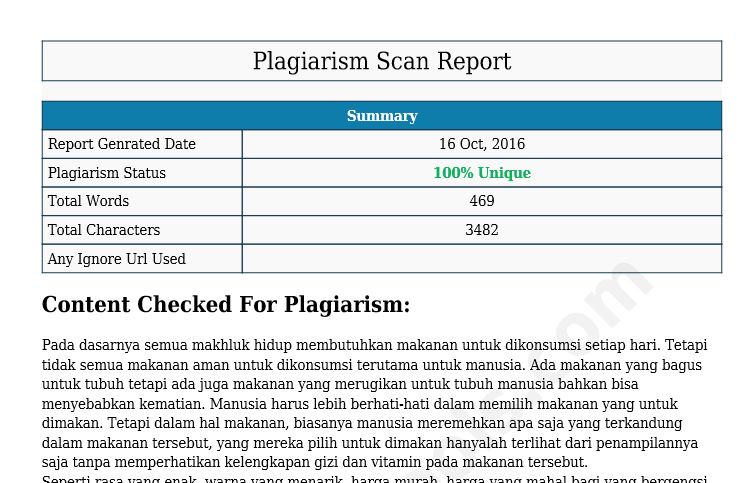 Plagiarism Scan Report
Summary
Report Genrated Date 16 Oct, 2016
Plagiarism Status 100% Unique
Total Words 469
Total Characters 3482
Any Ignore Url Used
Content Checked For Plagiarism:
Pada dasarnya semua makhluk hidup membutuhkan makanan untuk dikonsumsi setiap hari. Tetapi
tidak semua makanan aman untuk dikonsumsi terutama untuk manusia. Ada makanan yang bagus
untuk tubuh tetapi ada juga makanan yang merugikan untuk tubuh manusia bahkan bisa
menyebabkan kematian. Manusia harus lebih berhati-hati dalam memilih makanan yang untuk
dimakan. Tetapi dalam hal makanan, biasanya manusia meremehkan apa saja yang terkandung
dalam makanan tersebut, yang mereka pilih untuk dimakan hanyalah terlihat dari penampilannya
saja tanpa memperhatikan kelengkapan gizi dan vitamin pada makanan tersebut.
Seperti rasa yang enak, warna yang menarik, harga murah, harga yang mahal bagi yang bergengsi